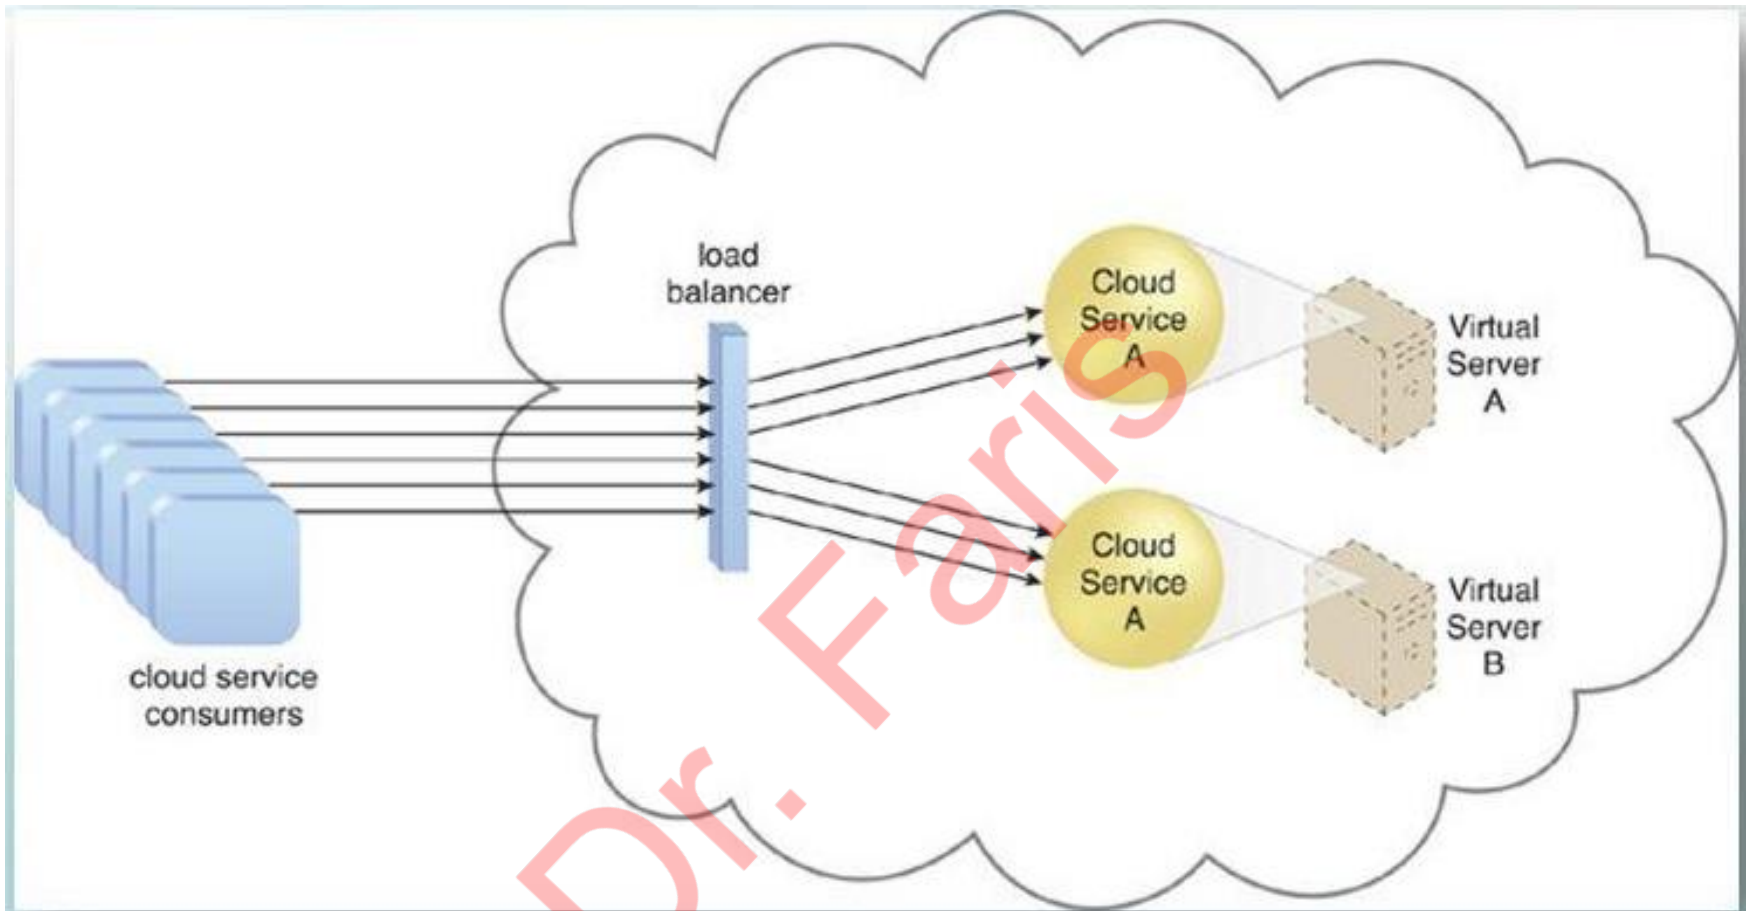 load
balancer
Cloud
Service
A
Virtual
Server
A
Cloud
Service
A
Virtual
Server
B
cloud service
consumers
Dr. Faris